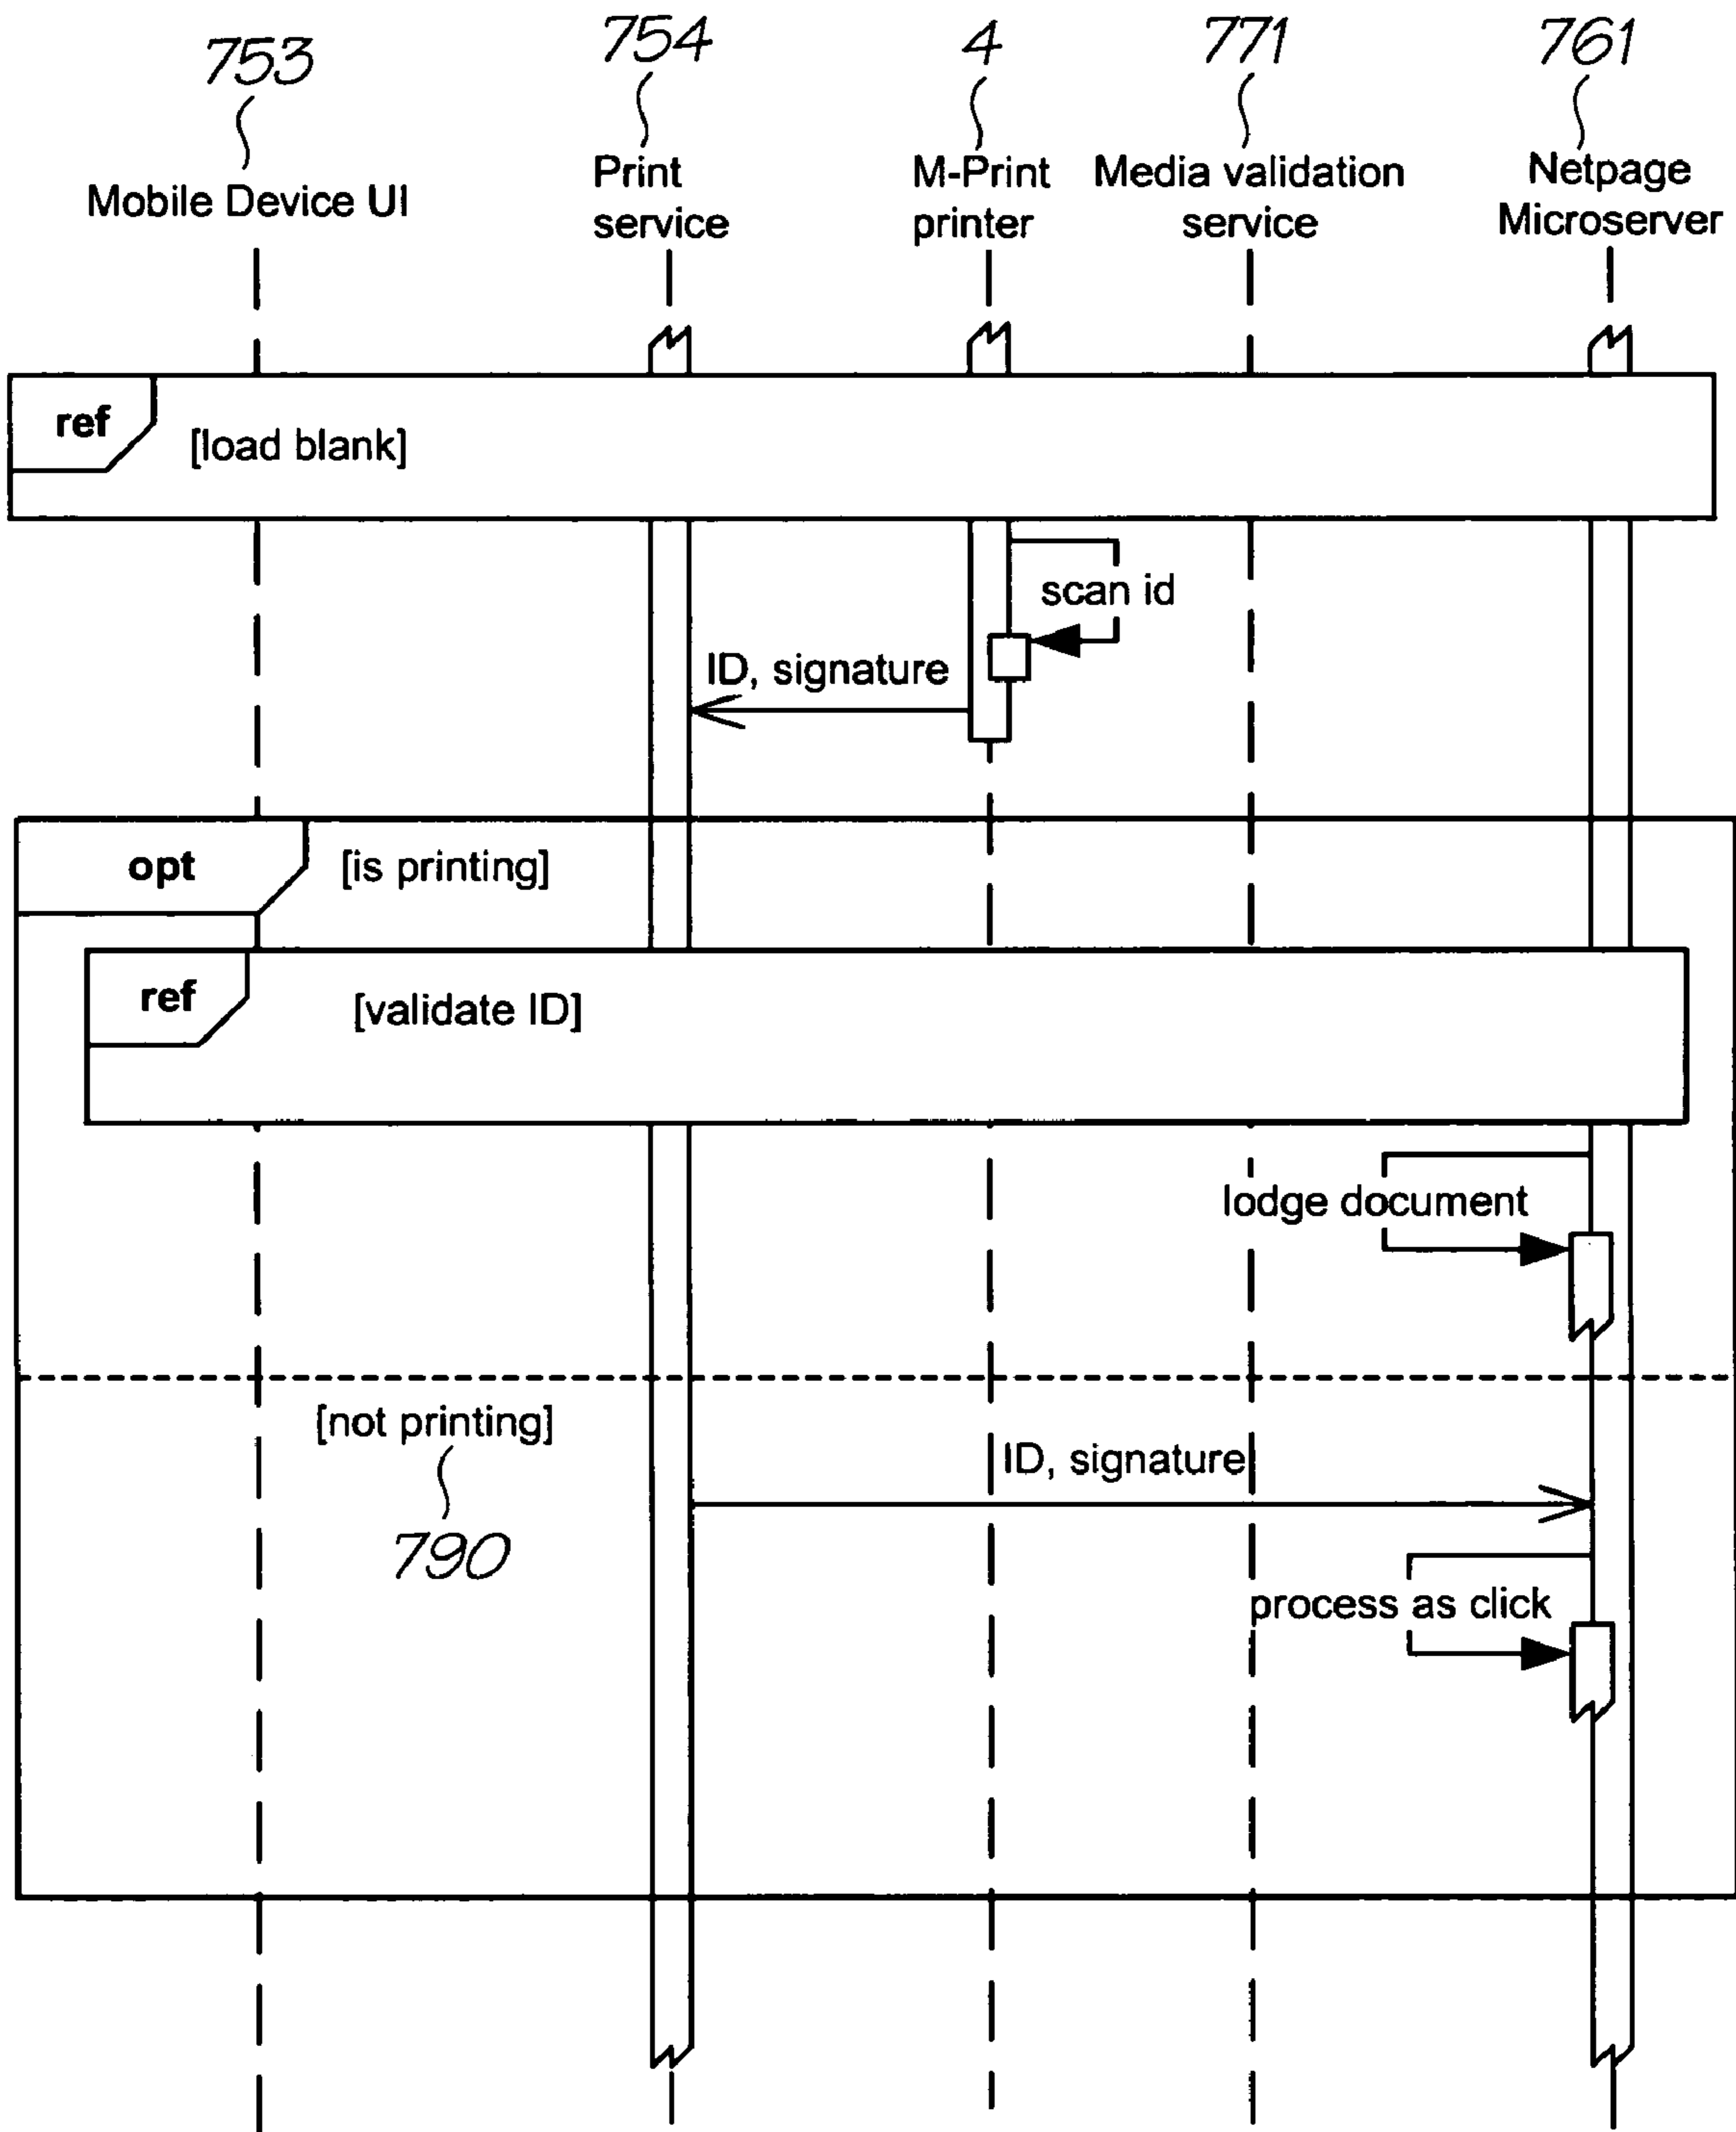 753
754
4
771
761
Mobile Device UI
Print
service
M-Print
printer
Media validation
service
Netpage
Microserver
ref
[load blank]
scan id
ID, signature
opt
[is printing]
ref
[validate ID]
lodge document
[not printing]
790
ID, signature
process as click